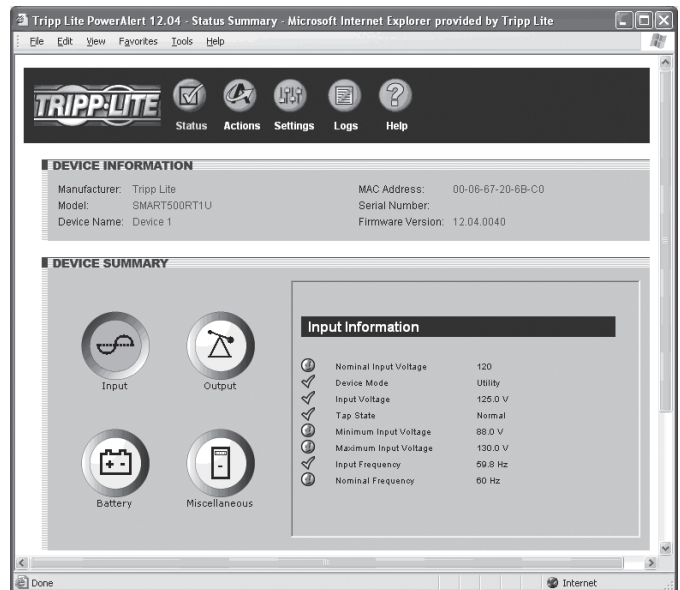 Tripp Lite PowerAlert 12.04 - Status Summary - Microsoft Internet Explorer provided by Tripp Lite
File Edit View Favorites Tools Help
TRIPP·LITE
Status Actions Settings Logs Help
DEVICE INFORMATION
Manufacturer: Tripp Lite MAC Address: 00-06-67-20-6B-C0
Model: SMART500RT1U Serial Number:
Device Name: Device 1 Firmware Version: 12.04.0040
DEVICE SUMMARY
Input Information
Nominal Input Voltage 120
Device Mode Utility
Input Voltage 125.0 V
Tap State Normal
Minimum Input Voltage 88.0 V
Maximum Input Voltage 130.0 V
Input Frequency 59.8 Hz
Nominal Frequency 60 Hz
Input Output
Battery Miscellaneous
Done Internet